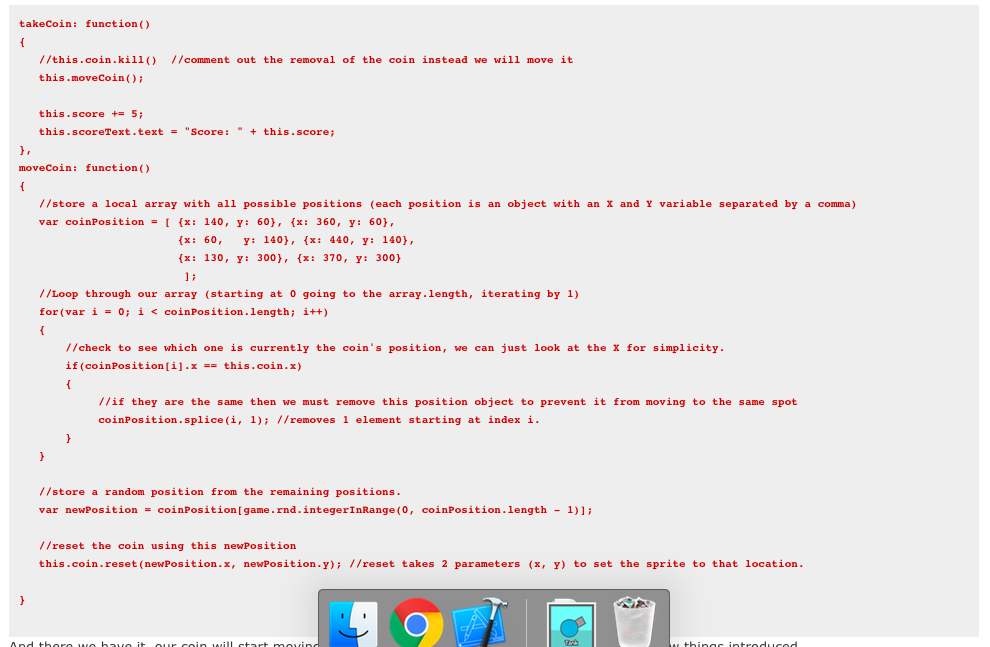 takeCoin: function()
{
//this.coin.kill()  //comment out the removal of the coin instead we will move it
this.moveCoin();
this.score += 5;
this.scoreText.text = "Score: " + this.score;
},
moveCoin: function()
{
//store a local array with all possible positions (each position is an object with an X and Y variable separated by a comma)
var coinPosition = [ {x: 140, y: 60}, {x: 360, y: 60},
{x: 60,   y: 140}, {x: 440, y: 140},
{x: 130, y: 300}, {x: 370, y: 300}
];
//Loop through our array (starting at 0 going to the array.length, iterating by 1)
for(var i = 0; i < coinPosition.length; i++)
{
//check to see which one is currently the coin's position, we can just look at the X for simplicity.
if(coinPosition[i].x == this.coin.x)
{
//if they are the same then we must remove this position object to prevent it from moving to the same spot
coinPosition.splice(i, 1); //removes 1 element starting at index i.
}
}
//store a random position from the remaining positions.
var newPosition = coinPosition[game.rnd.integerInRange(0, coinPosition.length - 1)];
//reset the coin using this newPosition
this.coin.reset(newPosition.x, newPosition.y); //reset takes 2 parameters (x, y) to set the sprite to that location.
}
And there we have it, our coin will start moving things introduced